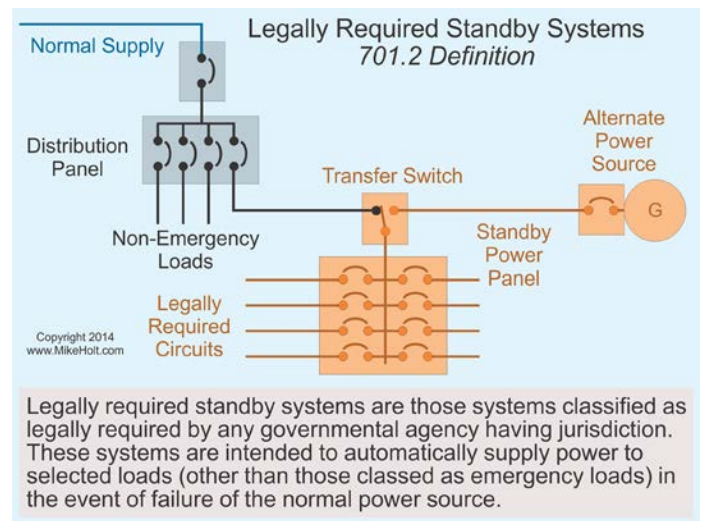 Legally Required Standby Systems
701.2 Definition
Normal Supply
Distribution
Panel
Non-Emergency
Loads
Transfer Switch
Alternate
Power
Source
G
Standby
Power
Panel
Legally
Required
Circuits
Copyright 2014
www.MikeHolt.com
Legally required standby systems are those systems classified as
legally required by any governmental agency having jurisdiction.
These systems are intended to automatically supply power to
selected loads (other than those classed as emergency loads) in
the event of failure of the normal power source.